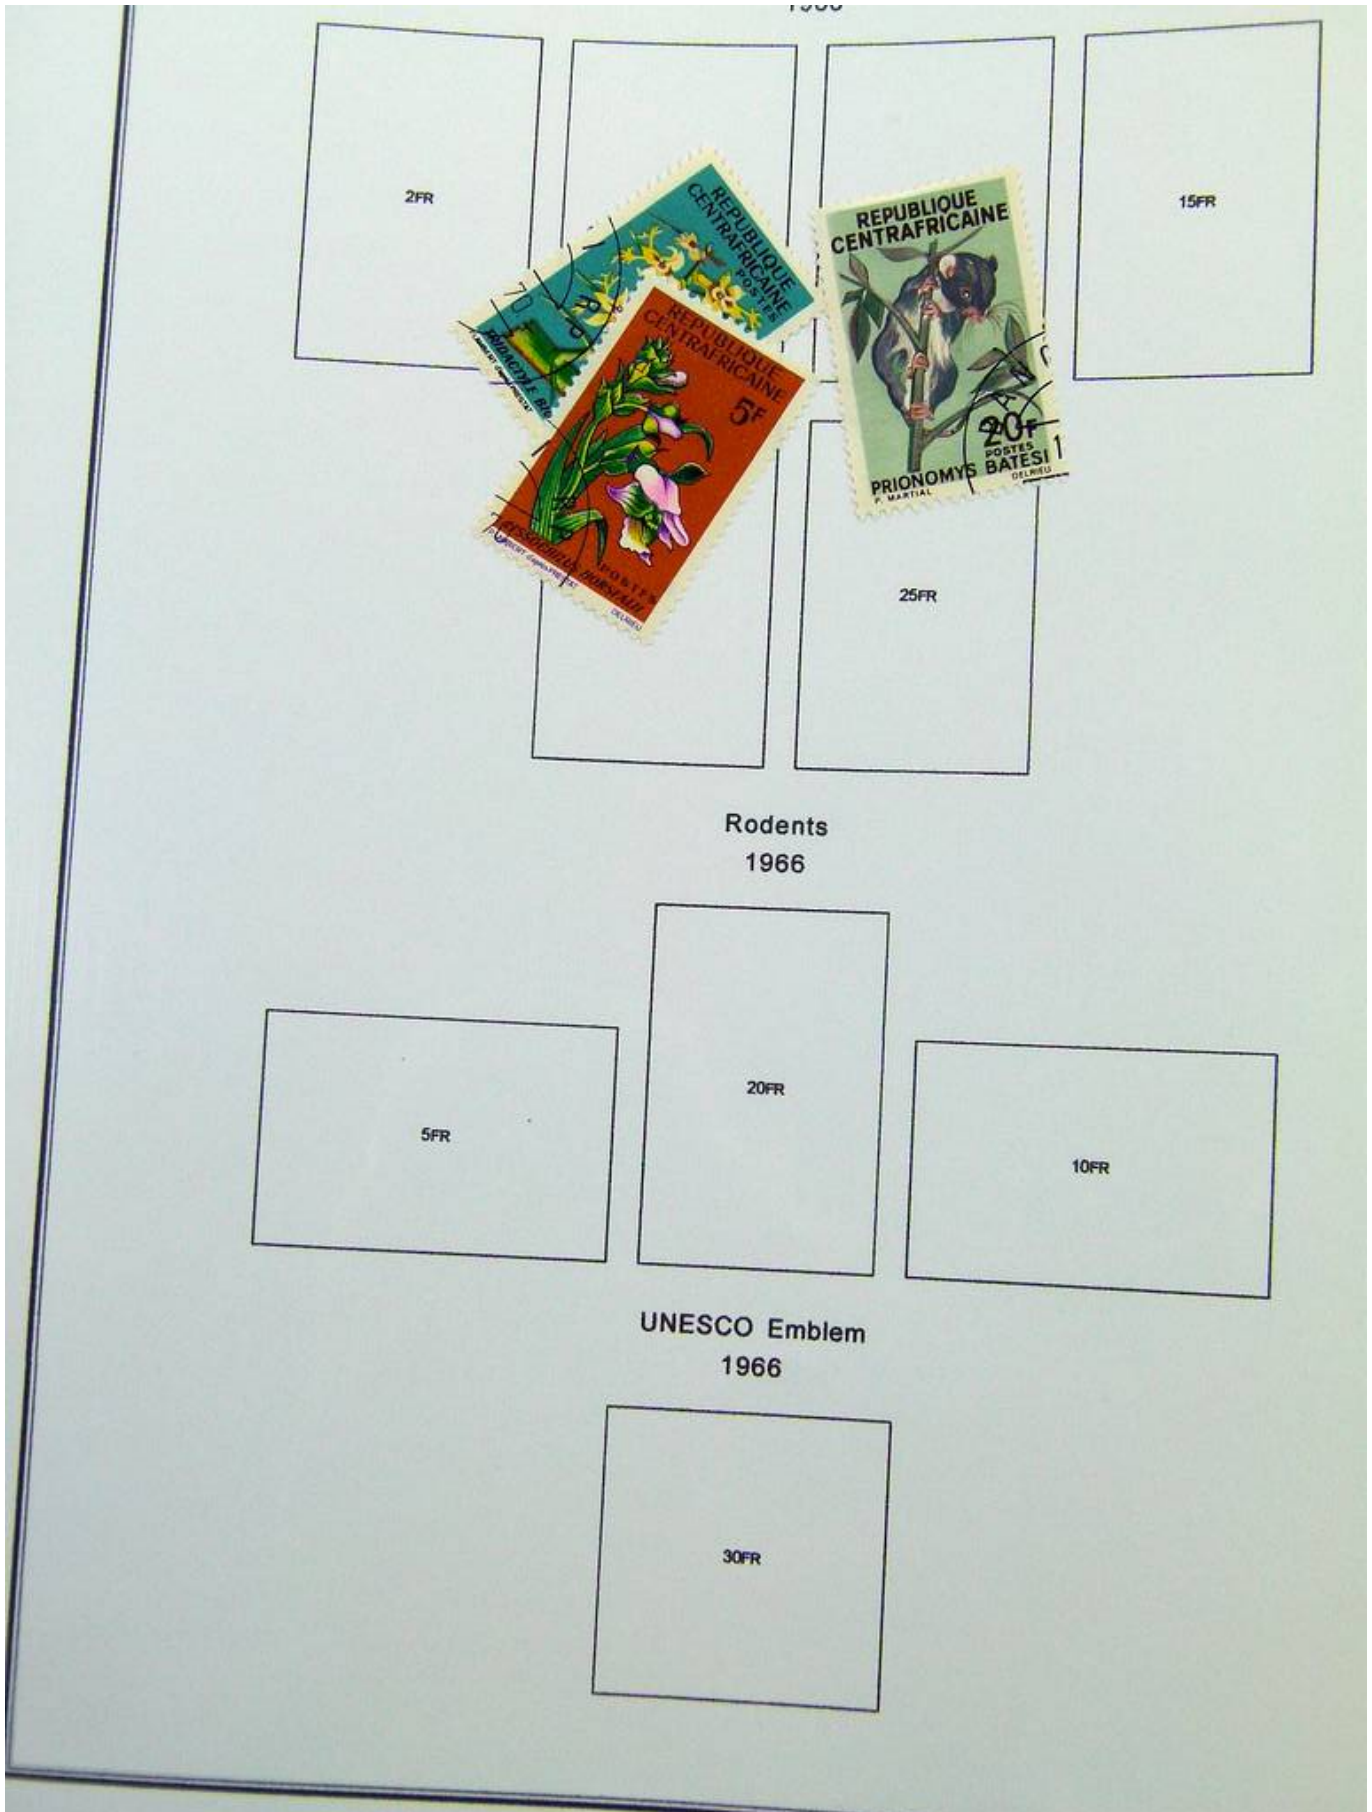 2FR
15FR
REPUBLIQUE
CENTRAFRICAINE
POSTES
70
REPUBLIQUE
CENTRAFRICAINE
5F
POSTES
DELRIEU
REPUBLIQUE
CENTRAFRICAINE
20F
POSTES
PRIONOMYS BATESI
P. MARTIAL
DELRIEU
25FR
Rodents
1966
5FR
20FR
10FR
UNESCO Emblem
1966
30FR